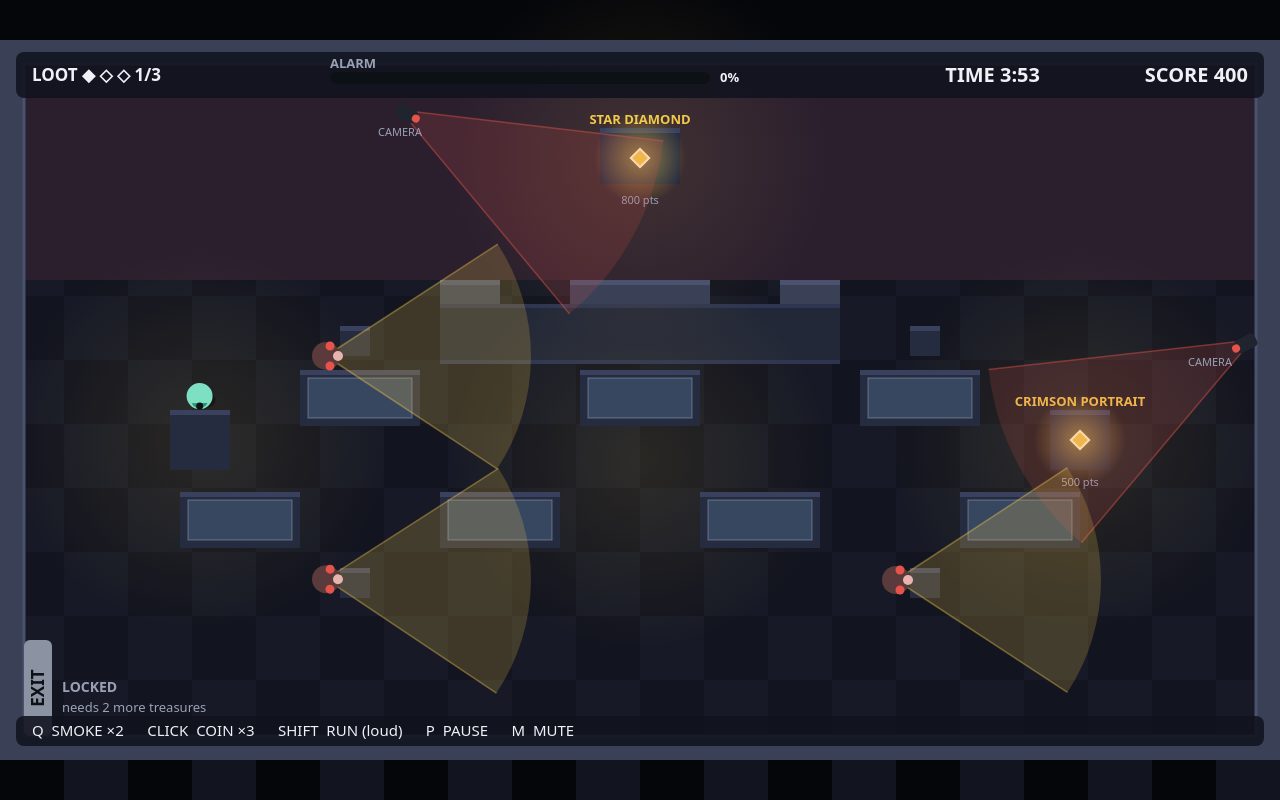 LOOT ◆ ◇ ◇ 1/3
ALARM
0%
TIME 3:53
SCORE 400
STAR DIAMOND
CAMERA
800 pts
CAMERA
CRIMSON PORTRAIT
500 pts
EXIT
LOCKED
needs 2 more treasures
Q SMOKE ×2 CLICK COIN ×3 SHIFT RUN (loud) P PAUSE M MUTE